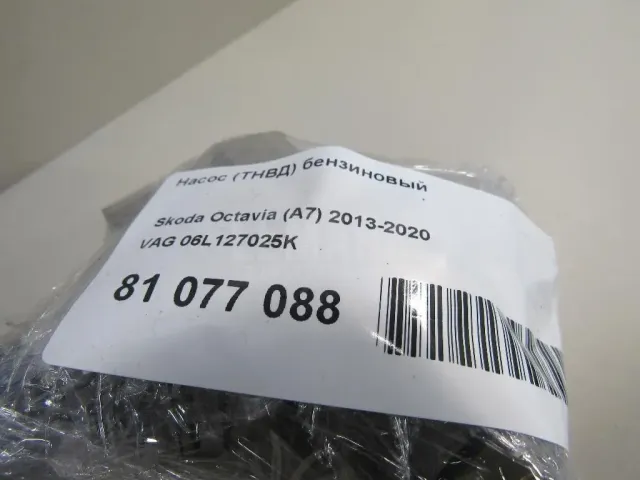 Насос (ТНВД) бензиновый
Skoda Octavia (A7) 2013-2020
VAG 06L127025K
81 077 088